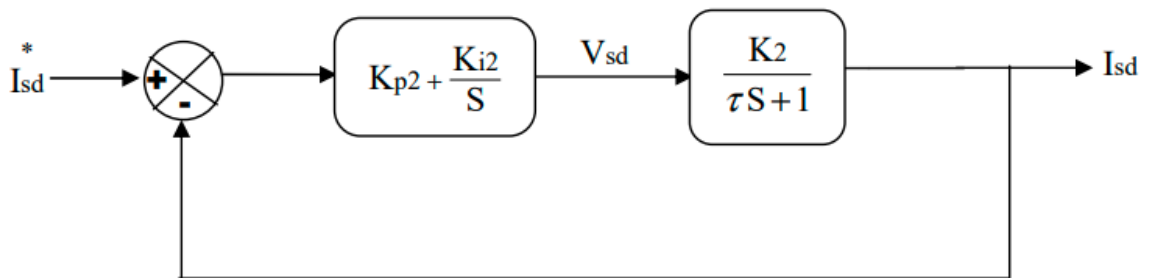 *
Isd
+
-
Kp2 + Ki2
S
Vsd
K2
τS+1
Isd